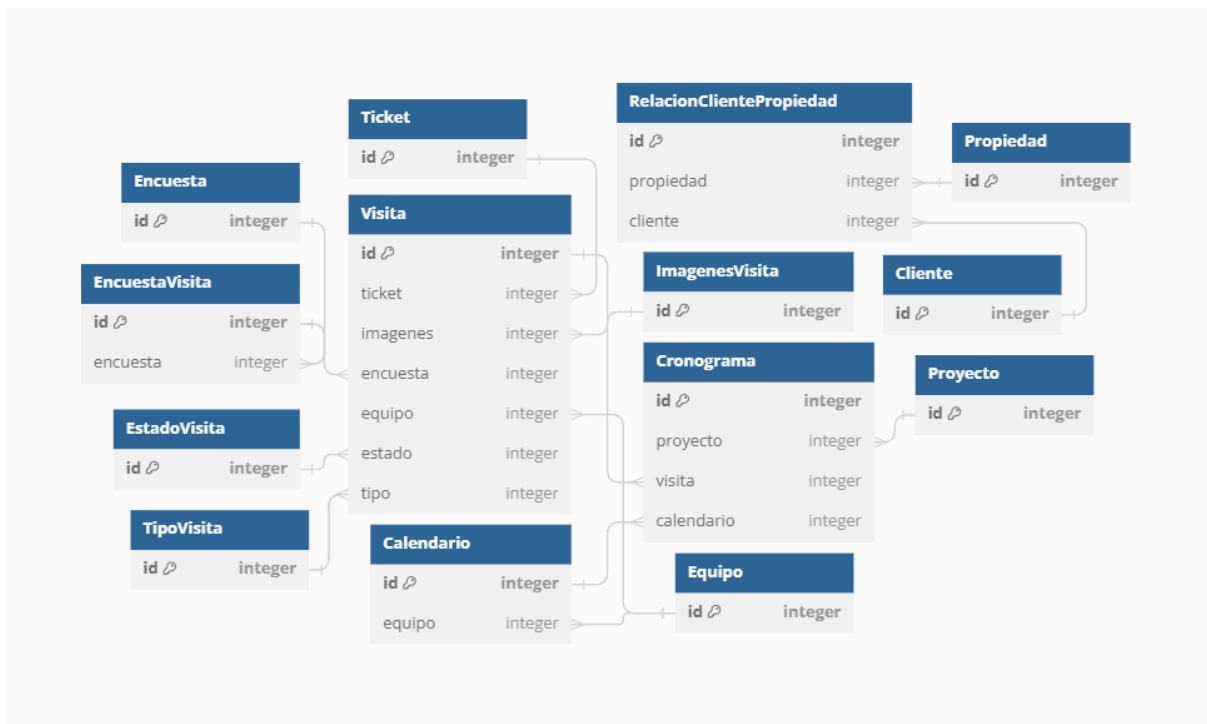 Ticket
id integer
Encuesta
id integer
EncuestaVisita
id integer
encuesta integer
EstadoVisita
id integer
TipoVisita
id integer
Visita
id integer
ticket integer
imagenes integer
encuesta integer
equipo integer
estado integer
tipo integer
Calendario
id integer
equipo integer
RelacionClientePropiedad
id integer
propiedad integer
cliente integer
Propiedad
id integer
ImagenesVisita
id integer
Cliente
id integer
Cronograma
id integer
proyecto integer
visita integer
calendario integer
Proyecto
id integer
Equipo
id integer